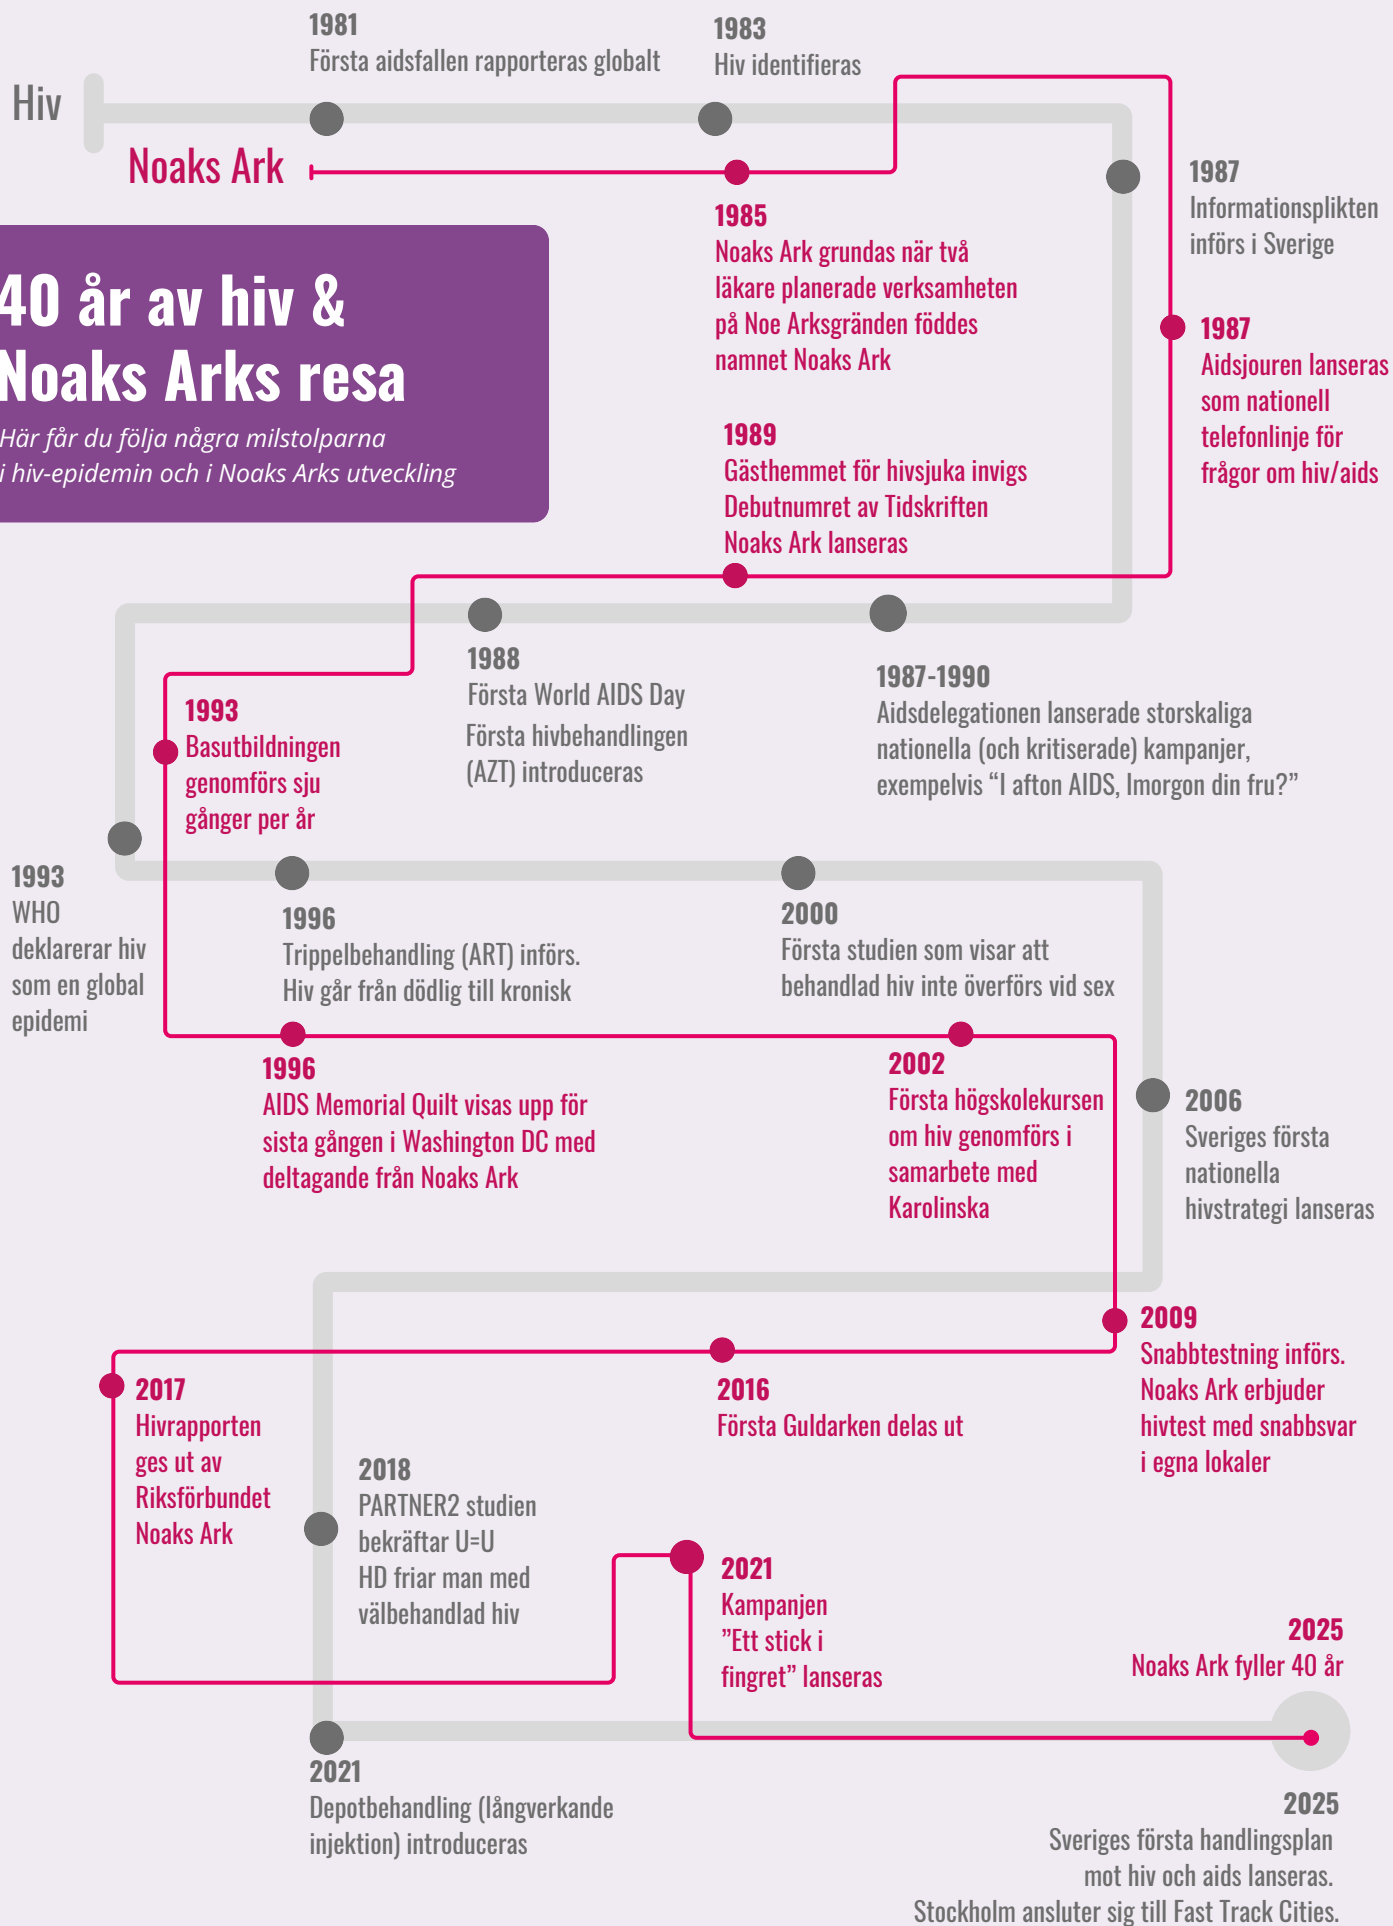 1981
Första aidsfallen rapporteras globalt
1983
Hiv identifieras
Hiv
Noaks Ark
1987
Informationsplikten
införs i Sverige
1985
Noaks Ark grundas när två
läkare planerade verksamheten
på Noe Arksgränden föddes
namnet Noaks Ark
40 år av hiv &
Noaks Arks resa
Här får du följa några milstolparna
i hiv-epidemin och i Noaks Arks utveckling
1987
Aidsjouren lanseras
som nationell
telefonlinje för
frågor om hiv/aids
1989
Gästhemmet för hivsjuka invigs
Debutnumret av Tidskriften
Noaks Ark lanseras
1988
Första World AIDS Day
Första hivbehandlingen
(AZT) introduceras
1987-1990
Aidsdelegationen lanserade storskaliga
nationella (och kritiserade) kampanjer,
exempelvis “I afton AIDS, Imorgon din fru?”
1993
Basutbildningen
genomförs sju
gånger per år
1993
WHO
deklarerar hiv
som en global
epidemi
1996
Trippelbehandling (ART) införs.
Hiv går från dödlig till kronisk
2000
Första studien som visar att
behandlad hiv inte överförs vid sex
1996
AIDS Memorial Quilt visas upp för
sista gången i Washington DC med
deltagande från Noaks Ark
2002
Första högskolekursen
om hiv genomförs i
samarbete med
Karolinska
2006
Sveriges första
nationella
hivstrategi lanseras
2009
Snabbtestning införs.
Noaks Ark erbjuder
hivtest med snabbsvar
i egna lokaler
2016
Första Guldarken delas ut
2017
Hivrapporten
ges ut av
Riksförbundet
Noaks Ark
2018
PARTNER2 studien
bekräftar U=U
HD friar man med
välbehandlad hiv
2021
Kampanjen
”Ett stick i
fingret” lanseras
2025
Noaks Ark fyller 40 år
2021
Depotbehandling (långverkande
injektion) introduceras
2025
Sveriges första handlingsplan
mot hiv och aids lanseras.
Stockholm ansluter sig till Fast Track Cities.